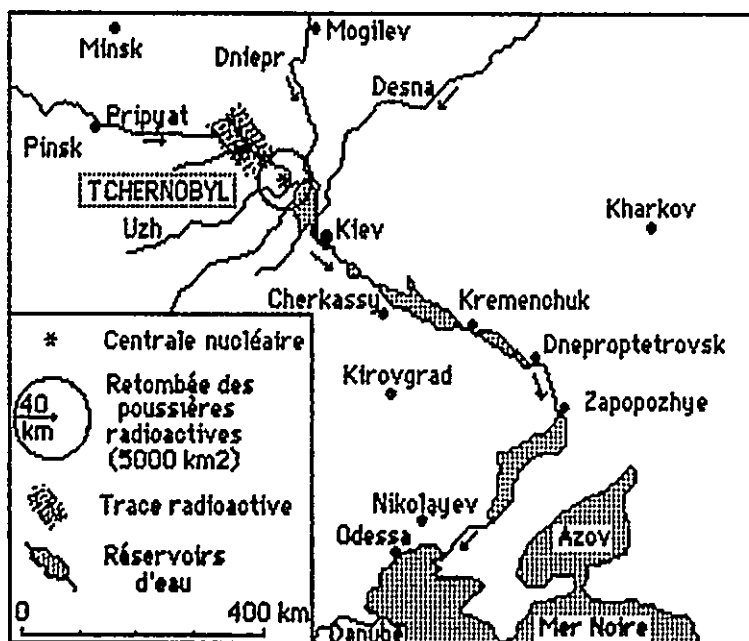 Minsk
Mogilev
Dniepr
Desna
Pripyat
Pinsk
TCHERNOBYL
Kharkov
Uzh
Kiev
Cherkassy
Kremenchuk
Dneproptetrovsk
Kirovgrad
Zapopozhye
Nikolayev
Odessa
Azov
Mer Noire
Danube
Centrale nucléaire
40
km
Retombée des
poussières
radioactives
(5000 km2)
Trace radioactive
Réservoirs
d'eau
0
400 km